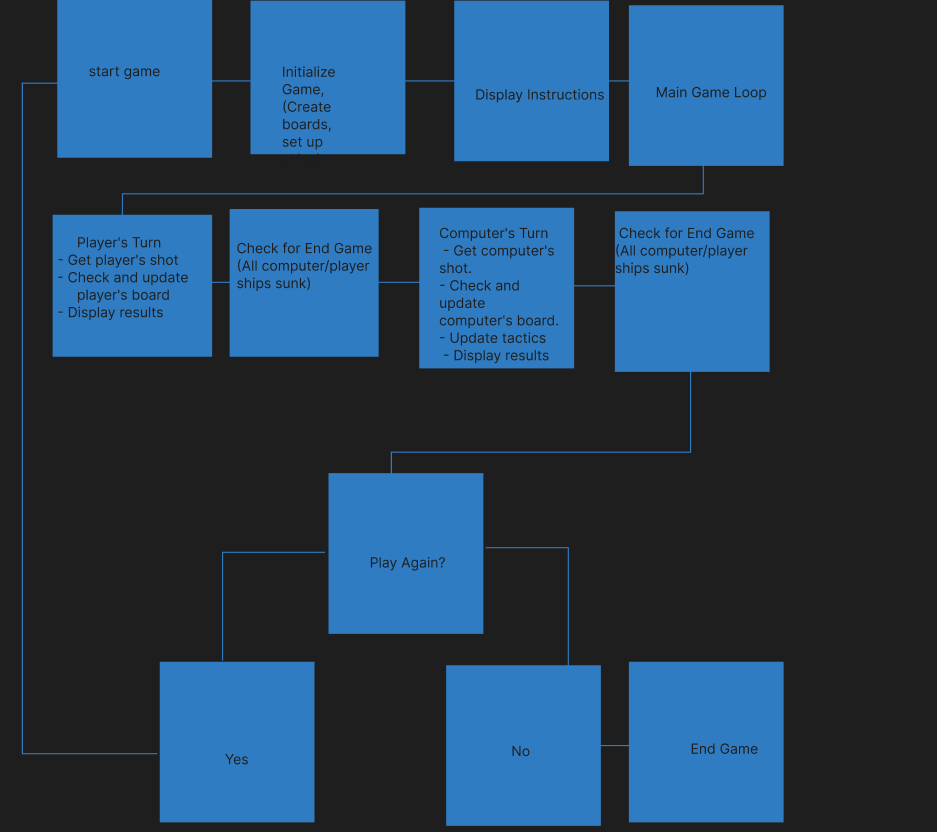 start game
Initialize
Game,
(Create
boards,
set up
Display Instructions
Main Game Loop
Player's Turn
- Get player's shot
- Check and update
player's board
- Display results
Check for End Game
(All computer/player
ships sunk)
Computer's Turn
- Get computer's
shot.
- Check and
update
computer's board.
- Update tactics
- Display results
Check for End Game
(All computer/player
ships sunk)
Play Again?
Yes
No
End Game